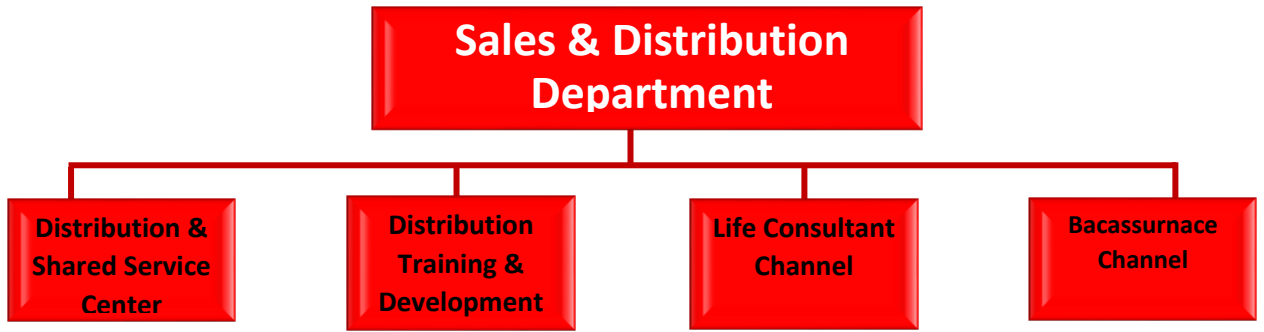 Sales & Distribution
Department
Distribution &
Shared Service
Center
Distribution
Training &
Development
Life Consultant
Channel
Bacassurnace
Channel